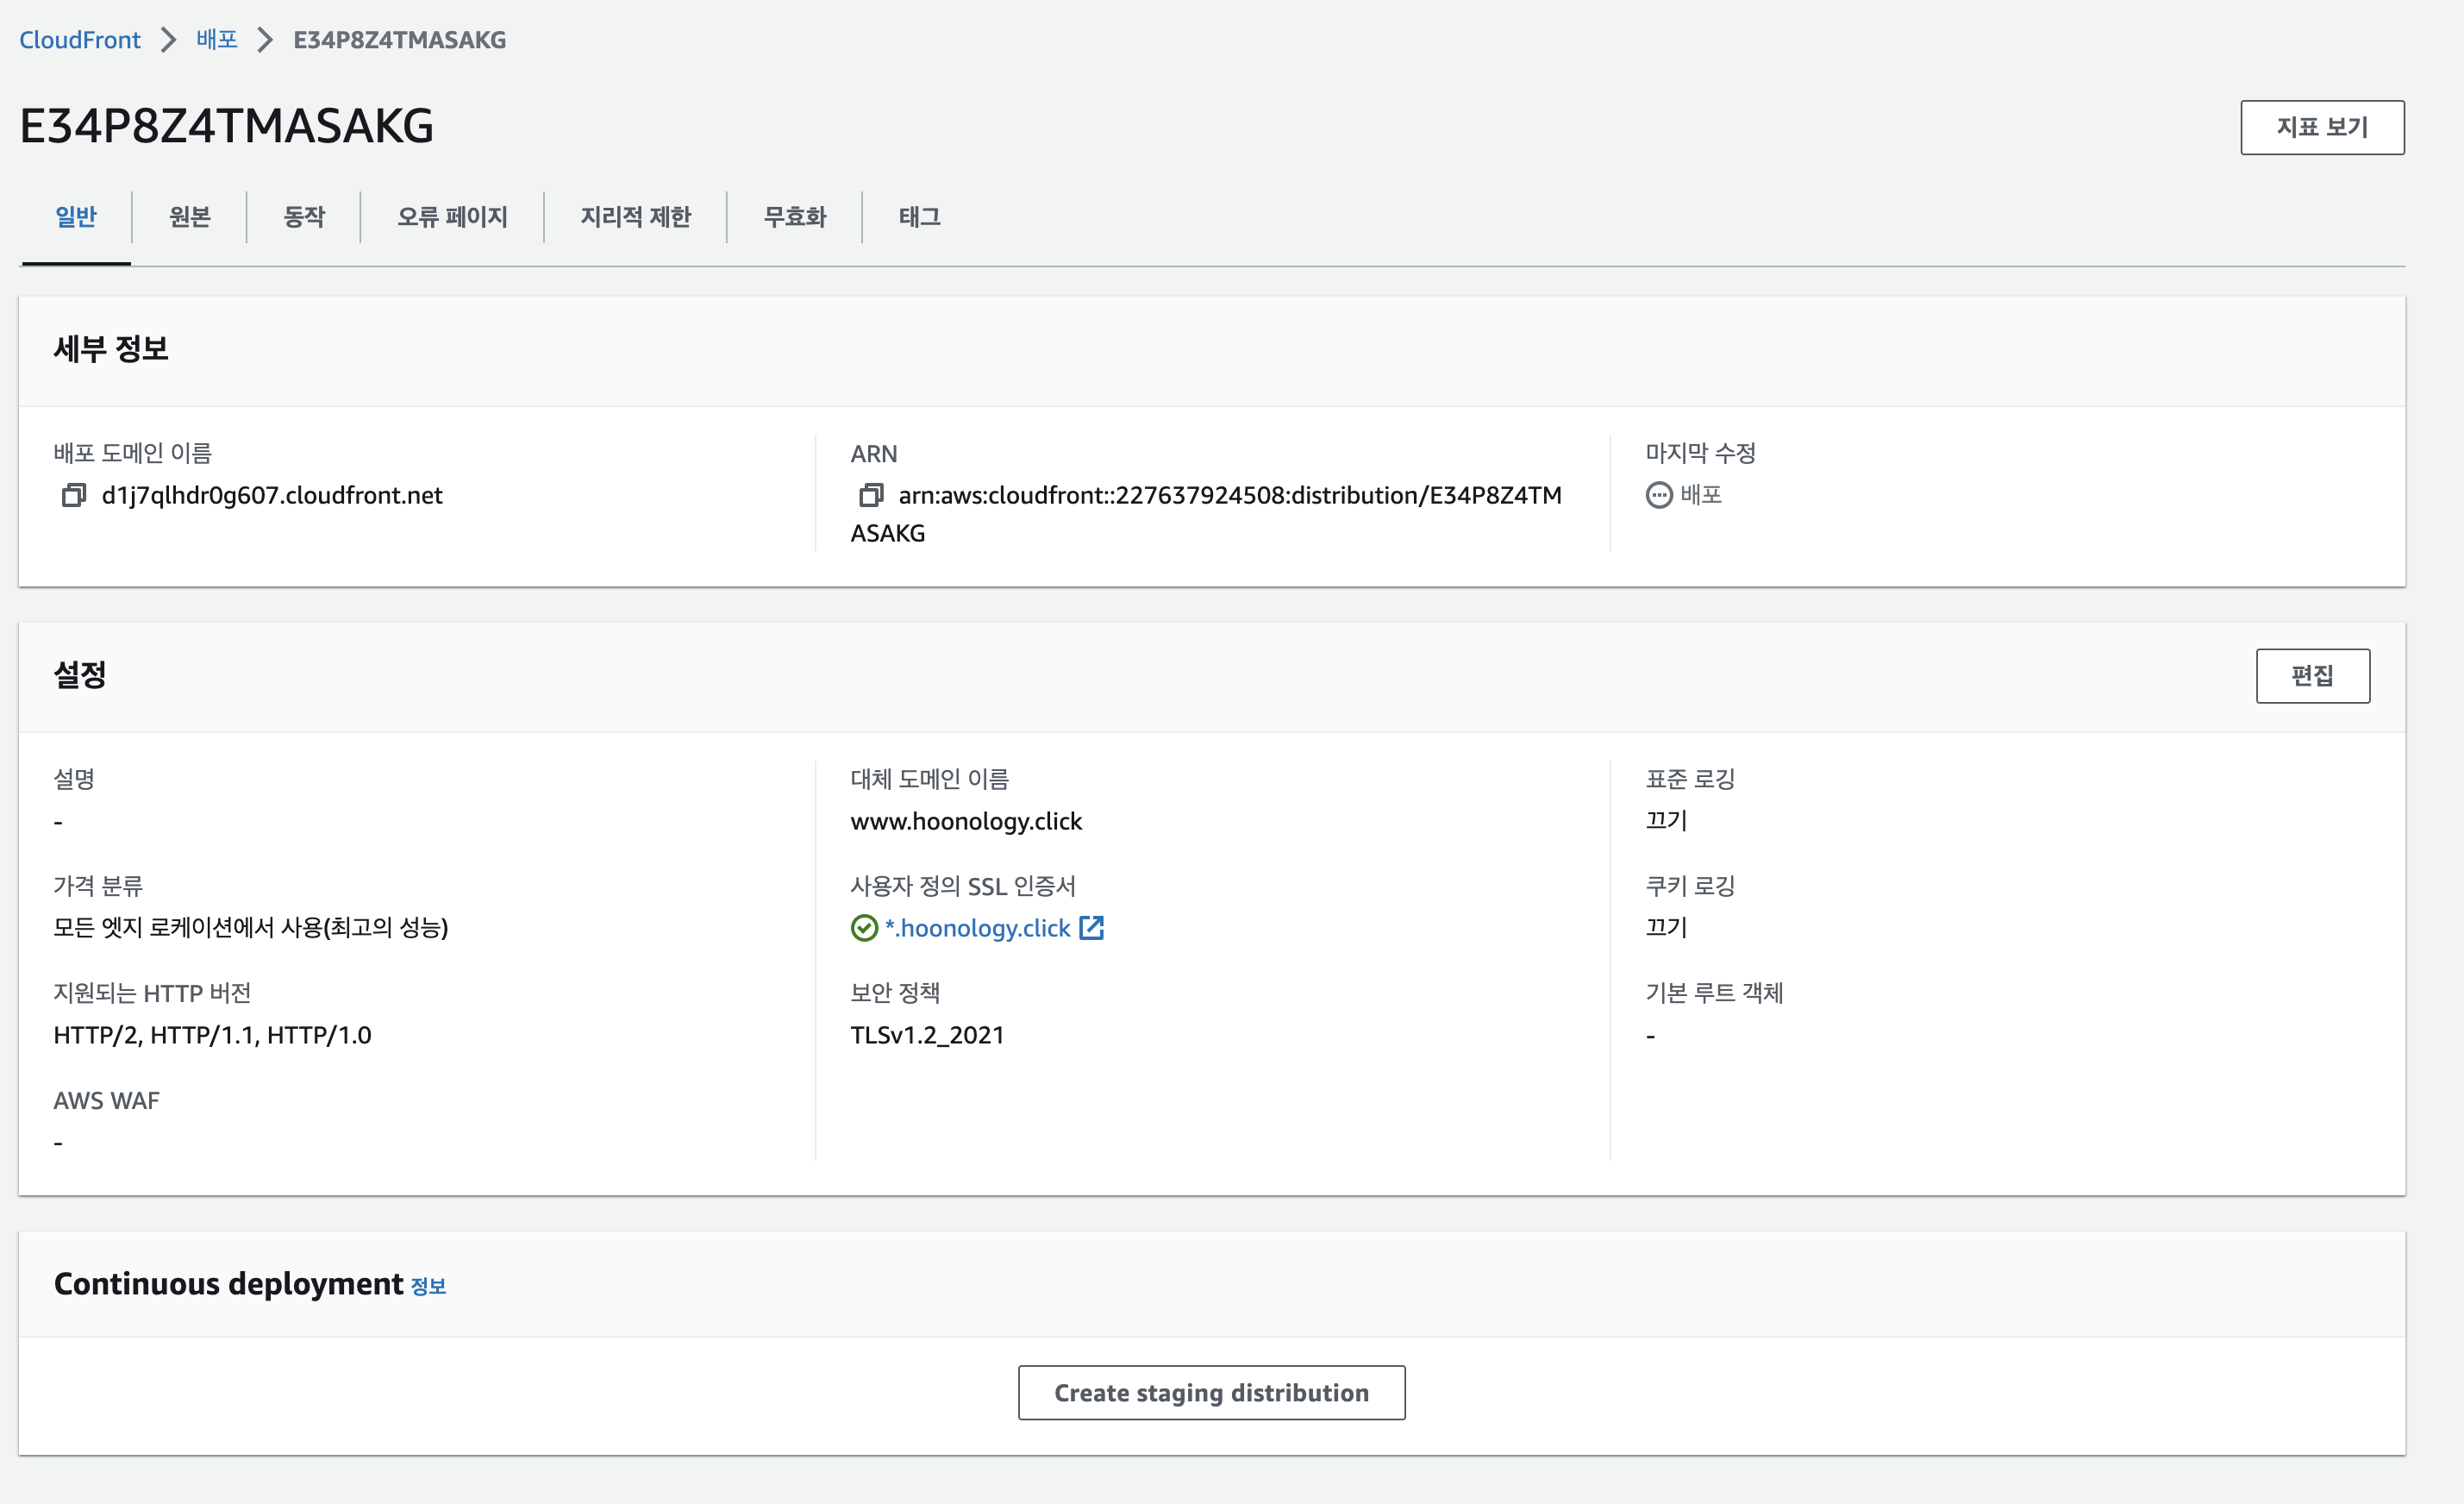 CloudFront > 배포 > E34P8Z4TMASAKG
E34P8Z4TMASAKG
지표 보기
일반 원본 동작 오류 페이지 지리적 제한 무효화 태그
세부 정보
배포 도메인 이름
d1j7qlhdr0g607.cloudfront.net
ARN
arn:aws:cloudfront::227637924508:distribution/E34P8Z4TM
ASAKG
마지막 수정
배포
설정
편집
설명
-
가격 분류
모든 엣지 로케이션에서 사용(최고의 성능)
지원되는 HTTP 버전
HTTP/2, HTTP/1.1, HTTP/1.0
AWS WAF
-
대체 도메인 이름
www.hoonology.click
사용자 정의 SSL 인증서
*.hoonology.click
보안 정책
TLSv1.2_2021
표준 로깅
끄기
쿠키 로깅
끄기
기본 루트 객체
-
Continuous deployment 정보
Create staging distribution